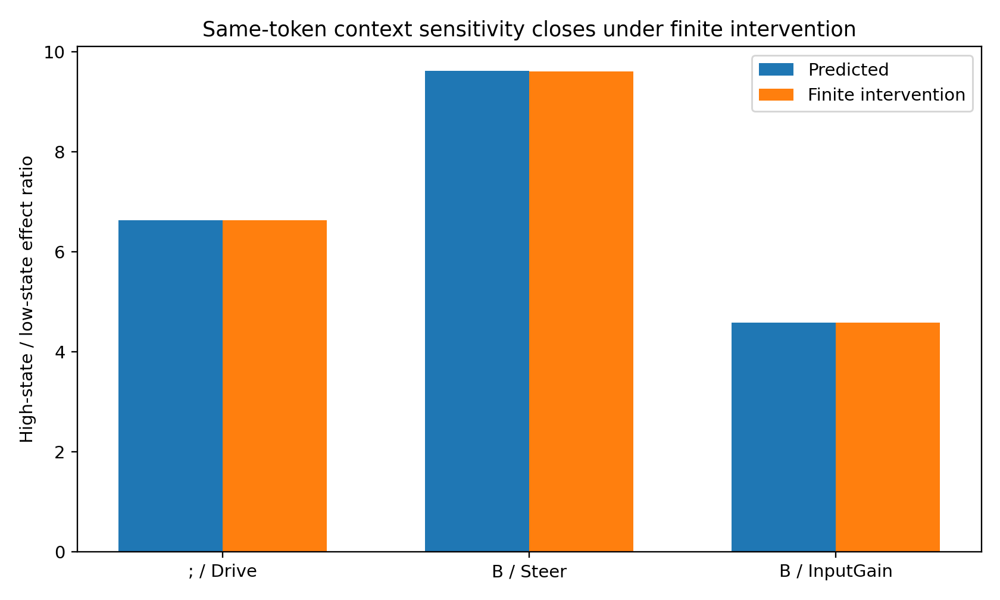 Same-token context sensitivity closes under finite intervention
Predicted
Finite intervention
High-state / low-state effect ratio
10
8
6
4
2
0
; / Drive
B / Steer
B / InputGain